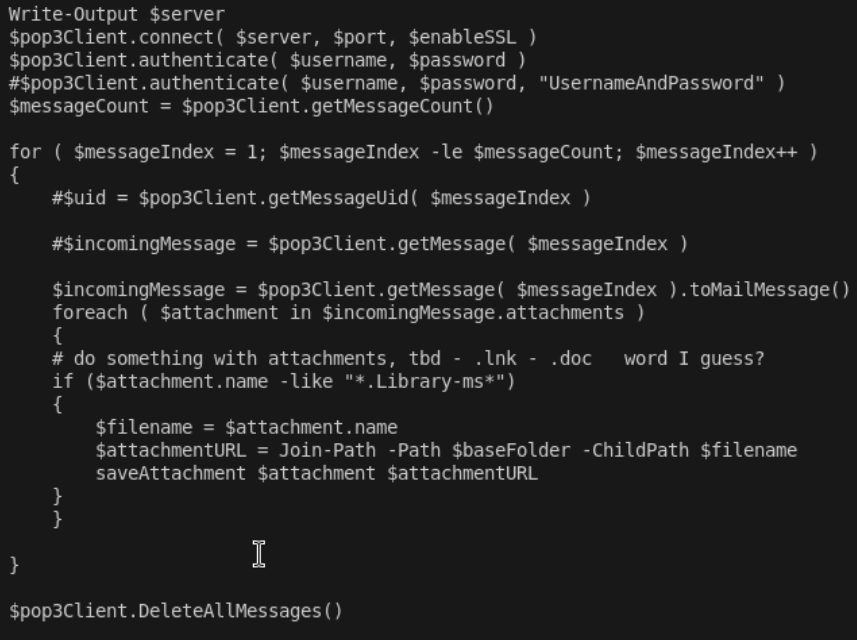 Write-Output $server
$pop3Client.connect( $server, $port, $enableSSL )
$pop3Client.authenticate( $username, $password )
#$pop3Client.authenticate( $username, $password, "UsernameAndPassword" )
$messageCount = $pop3Client.getMessageCount()

for ( $messageIndex = 1; $messageIndex -le $messageCount; $messageIndex++ )
{
    #$uid = $pop3Client.getMessageUid( $messageIndex )

    #$incomingMessage = $pop3Client.getMessage( $messageIndex )

    $incomingMessage = $pop3Client.getMessage( $messageIndex ).toMailMessage()
    foreach ( $attachment in $incomingMessage.attachments )
    {
    # do something with attachments, tbd - .lnk - .doc   word I guess?
    if ($attachment.name -like "*.Library-ms*")
    {
        $filename = $attachment.name
        $attachmentURL = Join-Path -Path $baseFolder -ChildPath $filename
        saveAttachment $attachment $attachmentURL
    }
    }

}

$pop3Client.DeleteAllMessages()